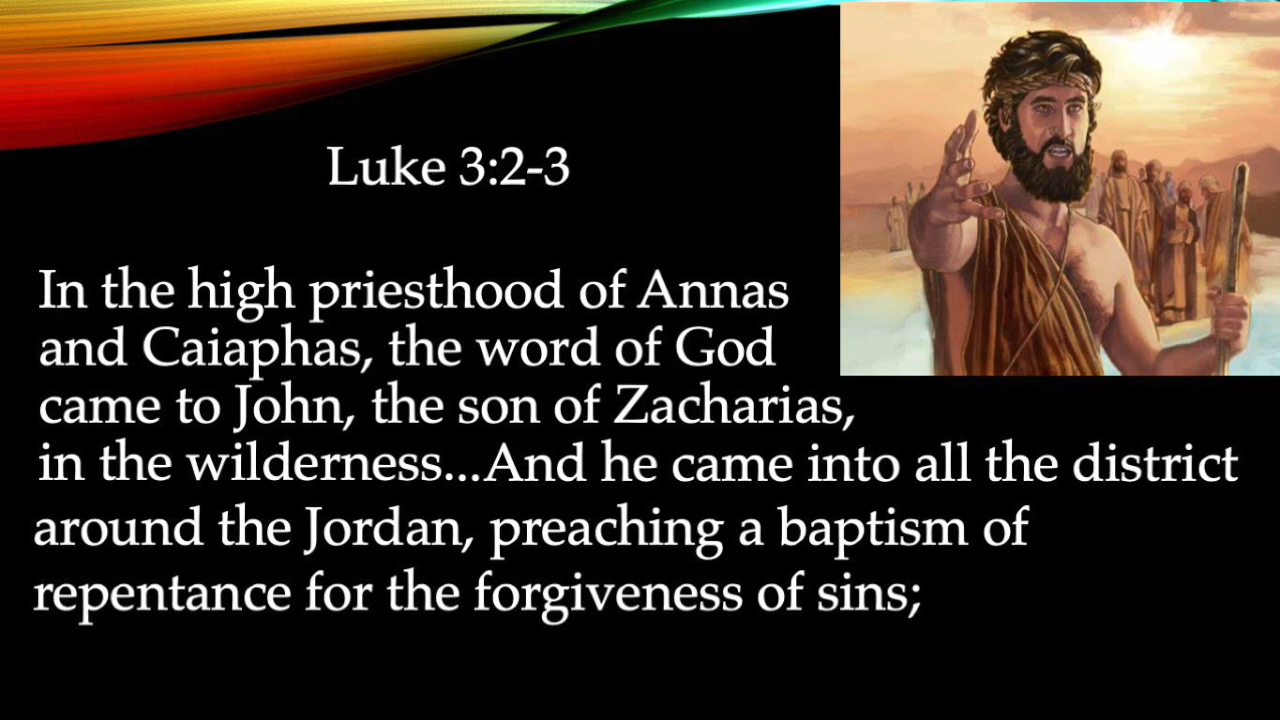 Luke 3:2-3
In the high priesthood of Annas
and Caiaphas, the word of God
came to John, the son of Zacharias,
in the wilderness...And he came into all the district
around the Jordan, preaching a baptism of
repentance for the forgiveness of sins;